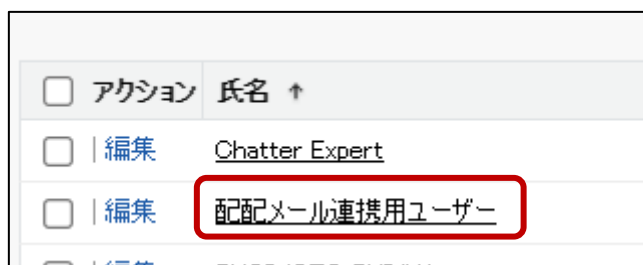 アクション 氏名 ↑
| 編集 Chatter Expert
| 編集 配配メール連携用ユーザー